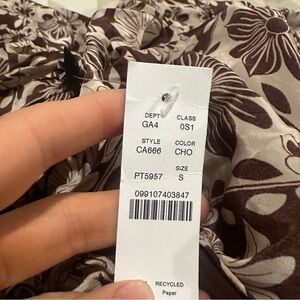 DEPT CLASS
GA4 0S1
STYLE COLOR
CA666 CHO
SIZE
PT5957 S
099107403847
RECYCLED
Paper